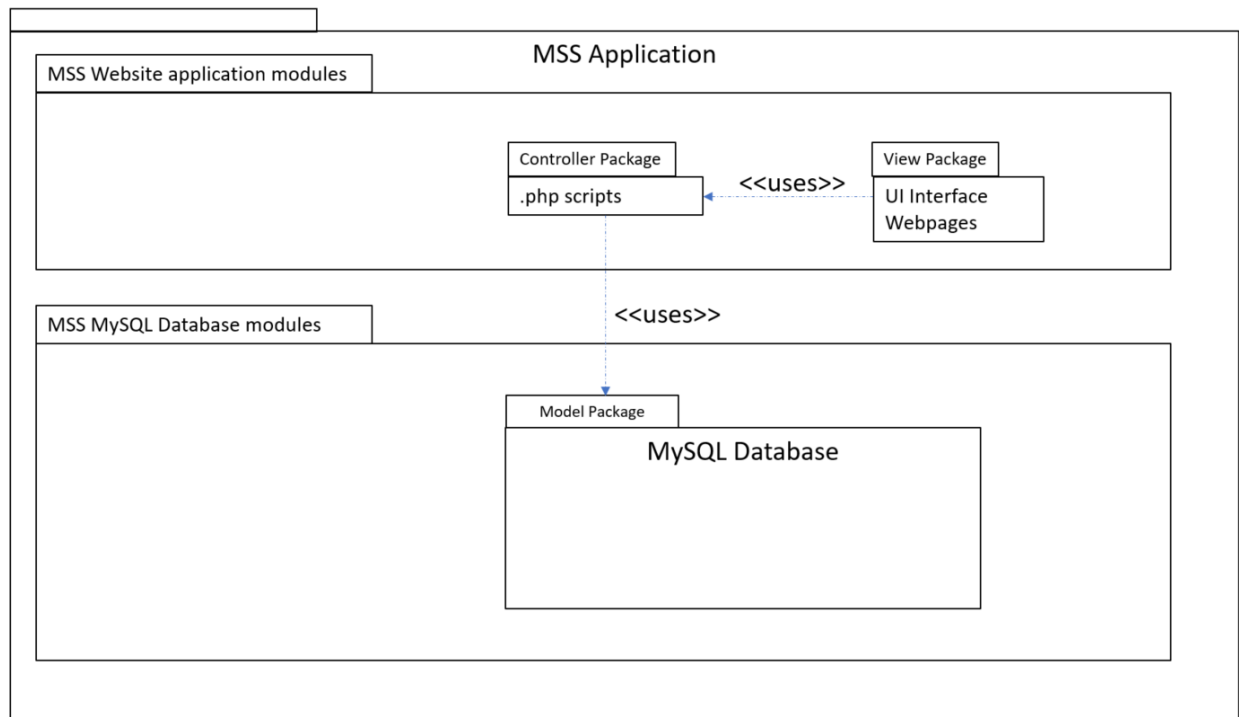 MSS Application
MSS Website application modules
Controller Package
View Package
.php scripts
<<uses>>
UI Interface
Webpages
<<uses>>
MSS MySQL Database modules
Model Package
MySQL Database